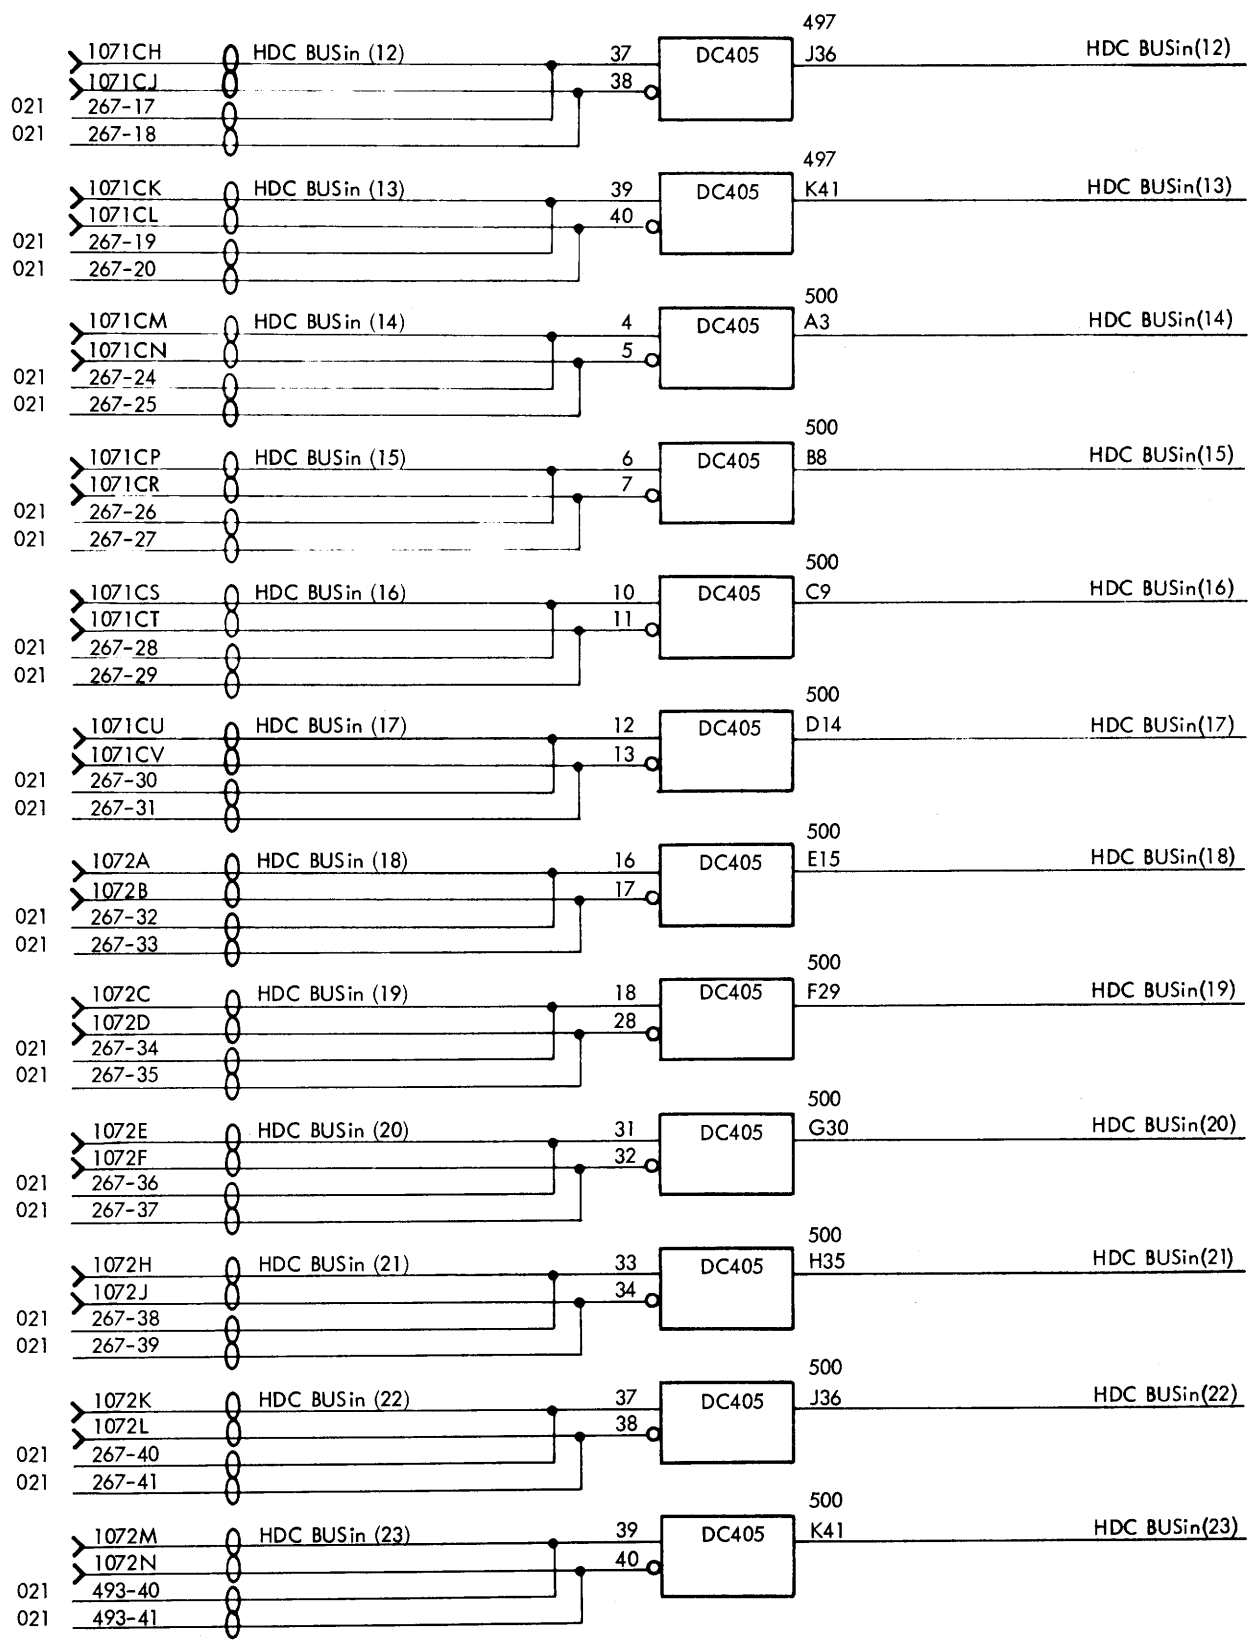 497
1071CH HDC BUSin (12) 37 DC405 J36 HDC BUSin(12)
1071CJ 38
021 267-17
021 267-18
497
1071CK HDC BUSin (13) 39 DC405 K41 HDC BUSin(13)
1071CL 40
021 267-19
021 267-20
500
1071CM HDC BUSin (14) 4 DC405 A3 HDC BUSin(14)
1071CN 5
021 267-24
021 267-25
500
1071CP HDC BUSin (15) 6 DC405 B8 HDC BUSin(15)
1071CR 7
021 267-26
021 267-27
500
1071CS HDC BUSin (16) 10 DC405 C9 HDC BUSin(16)
1071CT 11
021 267-28
021 267-29
500
1071CU HDC BUSin (17) 12 DC405 D14 HDC BUSin(17)
1071CV 13
021 267-30
021 267-31
500
1072A HDC BUSin (18) 16 DC405 E15 HDC BUSin(18)
1072B 17
021 267-32
021 267-33
500
1072C HDC BUSin (19) 18 DC405 F29 HDC BUSin(19)
1072D 28
021 267-34
021 267-35
500
1072E HDC BUSin (20) 31 DC405 G30 HDC BUSin(20)
1072F 32
021 267-36
021 267-37
500
1072H HDC BUSin (21) 33 DC405 H35 HDC BUSin(21)
1072J 34
021 267-38
021 267-39
500
1072K HDC BUSin (22) 37 DC405 J36 HDC BUSin(22)
1072L 38
021 267-40
021 267-41
500
1072M HDC BUSin (23) 39 DC405 K41 HDC BUSin(23)
1072N 40
021 493-40
021 493-41